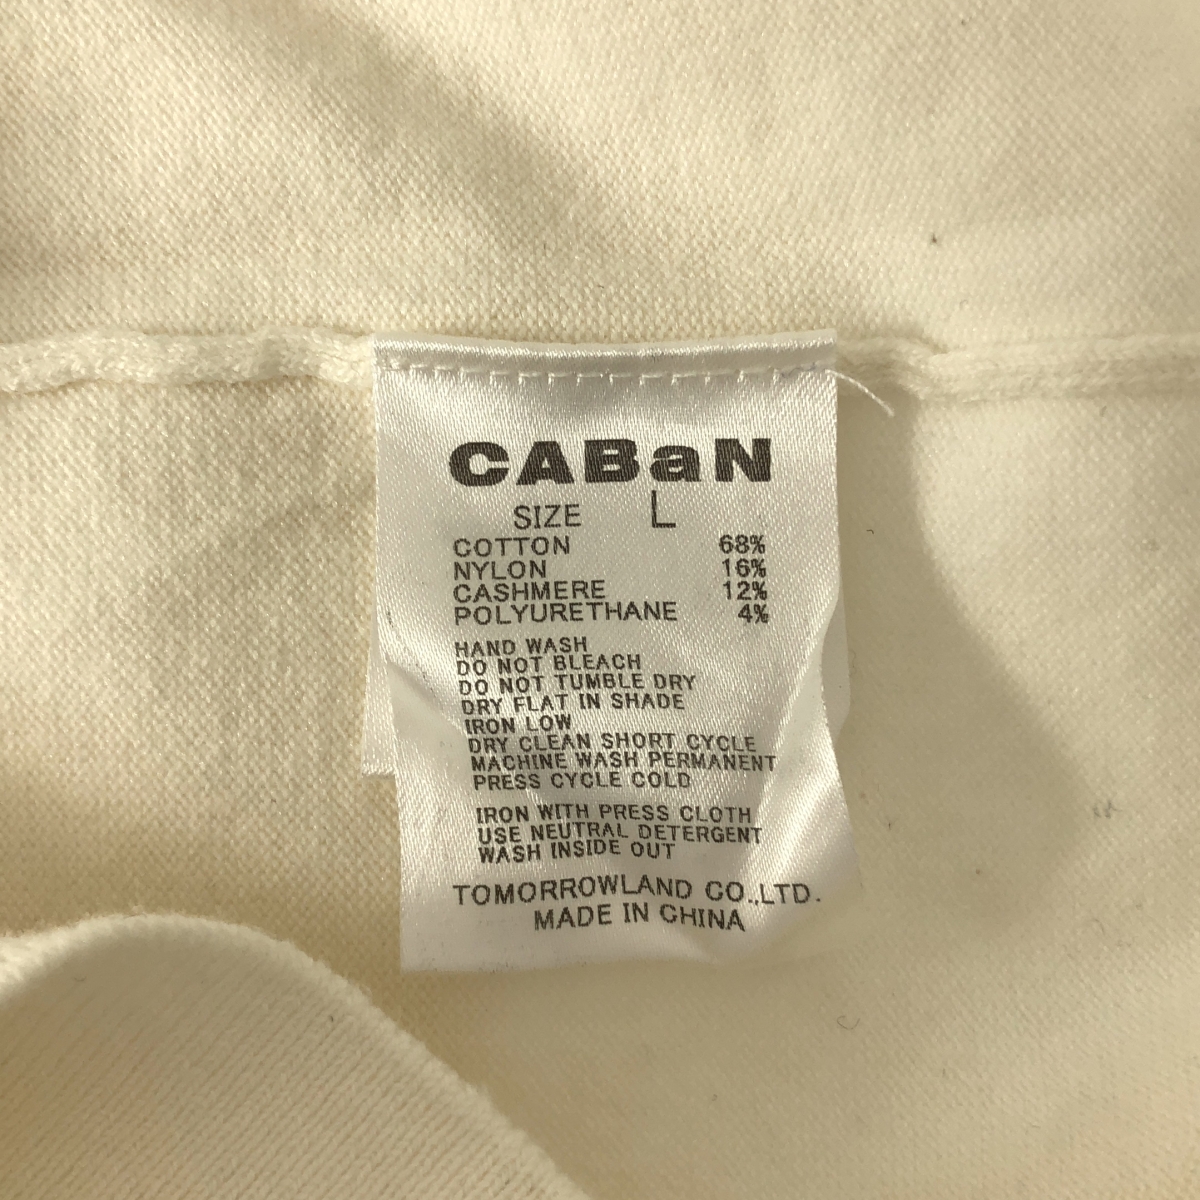 CABaN
SIZE L
COTTON 68%
NYLON 16%
CASHMERE 12%
POLYURETHANE 4%
HAND WASH
DO NOT BLEACH
DO NOT TUMBLE DRY
DRY FLAT IN SHADE
IRON LOW
DRY CLEAN SHORT CYCLE
MACHINE WASH PERMANENT
PRESS CYCLE COLD
IRON WITH PRESS CLOTH
USE NEUTRAL DETERGENT
WASH INSIDE OUT
TOMORROWLAND CO.,LTD.
MADE IN CHINA